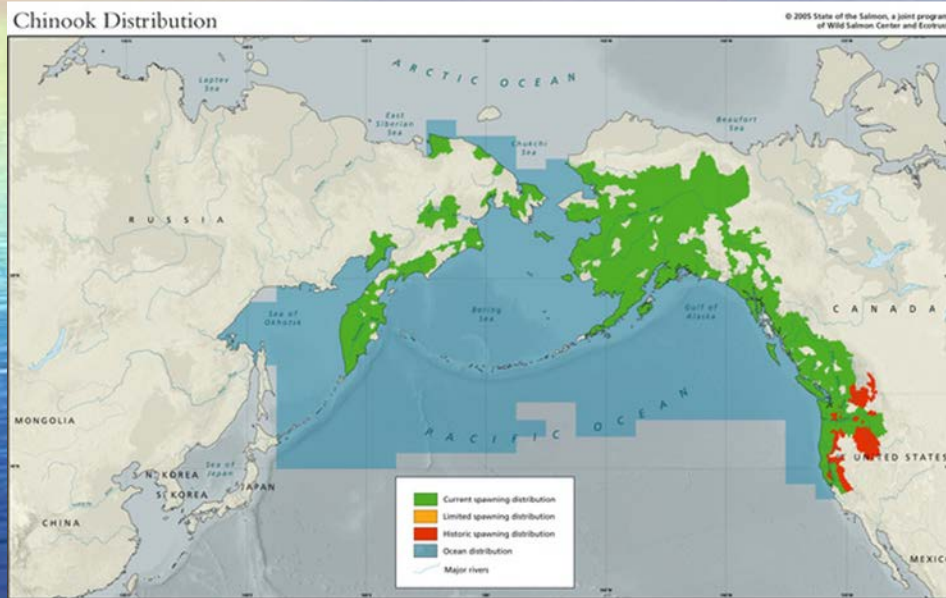 Chinook Distribution
© 2005 State of the Salmon, a joint program
of Wild Salmon Center and Ecotrust
ARCTIC OCEAN
Laptev
Sea
East
Siberian
Sea
Chukchi
Sea
Beaufort
Sea
RUSSIA
Sea of
Okhotsk
Bering
Sea
Gulf of
Alaska
CANADA
PACIFIC OCEAN
MONGOLIA
N. KOREA
S. KOREA
Sea of
Japan
JAPAN
CHINA
UNITED STATES
MEXICO
Current spawning distribution
Limited spawning distribution
Historic spawning distribution
Ocean distribution
Major rivers